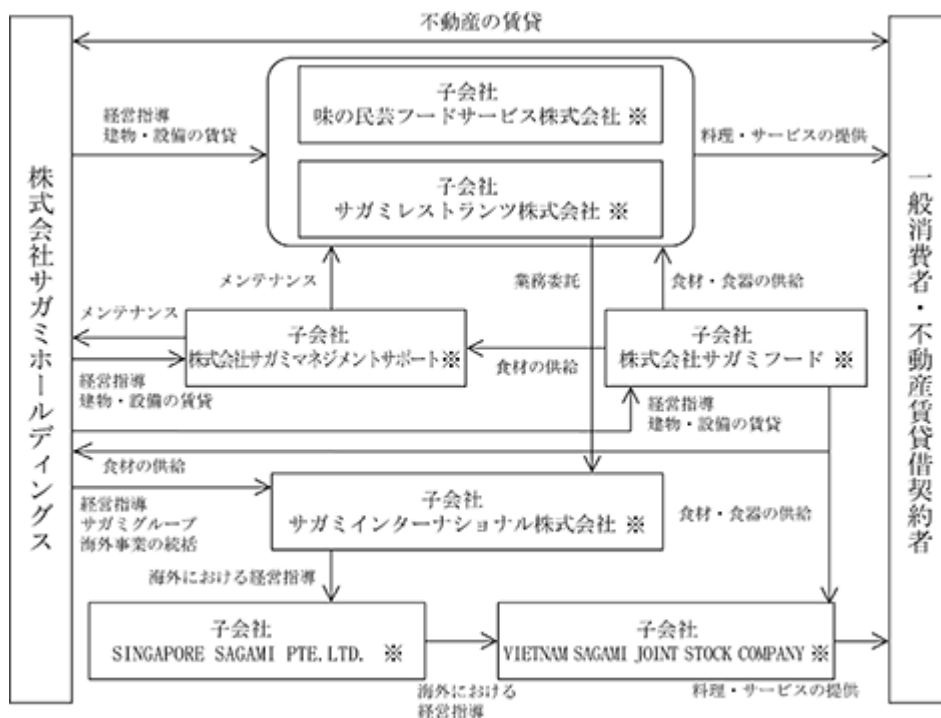 不動産の賃貸
株式会社サガミホールディングス
一般消費者・不動産賃貸借契約者
子会社
味の民芸フードサービス株式会社 ※
経営指導
建物・設備の賃貸
料理・サービスの提供
子会社
サガミレストランツ株式会社 ※
メンテナンス
業務委託
食材・食器の供給
メンテナンス
子会社
株式会社サガミマネジメントサポート※
食材の供給
子会社
株式会社サガミフード ※
経営指導
建物・設備の賃貸
経営指導
建物・設備の賃貸
食材の供給
経営指導
サガミグループ
海外事業の統括
子会社
サガミインターナショナル株式会社 ※
食材・食器の供給
海外における経営指導
子会社
SINGAPORE SAGAMI PTE.LTD. ※
子会社
VIETNAM SAGAMI JOINT STOCK COMPANY ※
海外における
経営指導
料理・サービスの提供